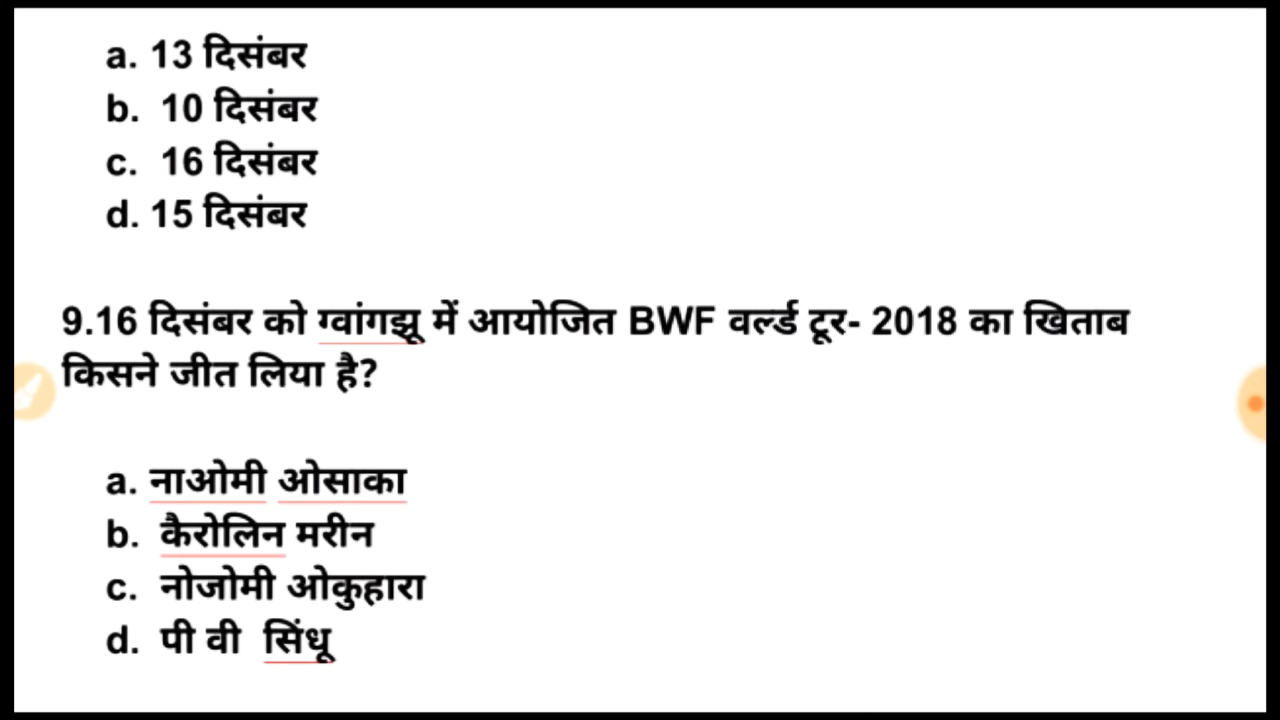 a. 13 दिसंबर
b. 10 दिसंबर
c. 16 दिसंबर
d. 15 दिसंबर
9.16 दिसंबर को ग्वांगझू में आयोजित BWF वर्ल्ड टूर- 2018 का खिताब
किसने जीत लिया है?
a. नाओमी ओसाका
b. कैरोलिन मरीन
c. नोजोमी ओकुहारा
d. पी वी सिंधू